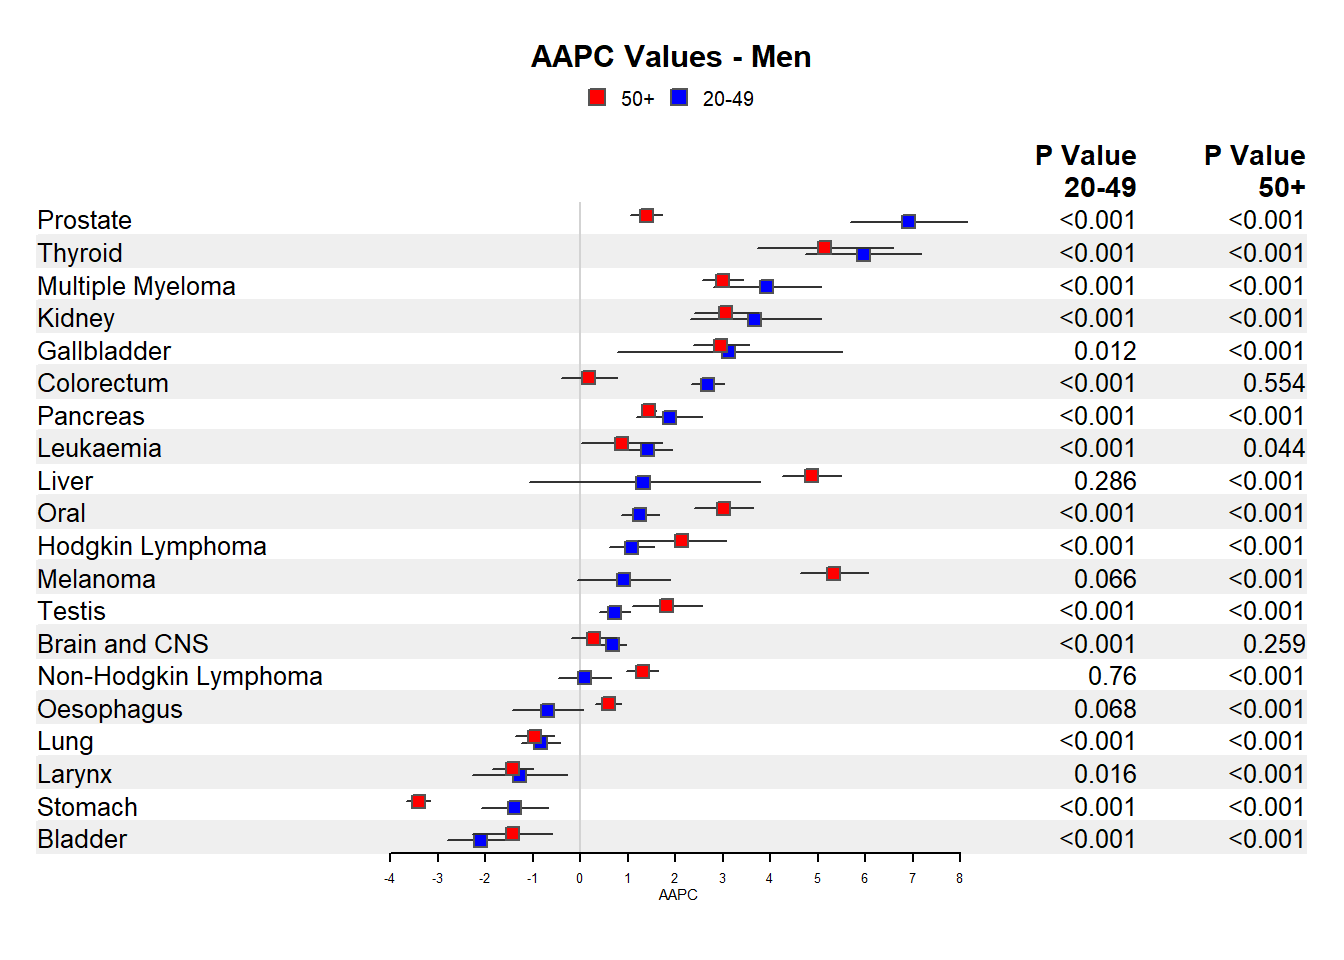 AAPC Values - Men
50+ 20-49
P Value P Value
20-49 50+
Prostate <0.001 <0.001
Thyroid <0.001 <0.001
Multiple Myeloma <0.001 <0.001
Kidney <0.001 <0.001
Gallbladder 0.012 <0.001
Colorectum <0.001 0.554
Pancreas <0.001 <0.001
Leukaemia <0.001 0.044
Liver 0.286 <0.001
Oral <0.001 <0.001
Hodgkin Lymphoma <0.001 <0.001
Melanoma 0.066 <0.001
Testis <0.001 <0.001
Brain and CNS <0.001 0.259
Non-Hodgkin Lymphoma 0.76 <0.001
Oesophagus 0.068 <0.001
Lung <0.001 <0.001
Larynx 0.016 <0.001
Stomach <0.001 <0.001
Bladder <0.001 <0.001
-4 -3 -2 -1 0 1 2 3 4 5 6 7 8
AAPC